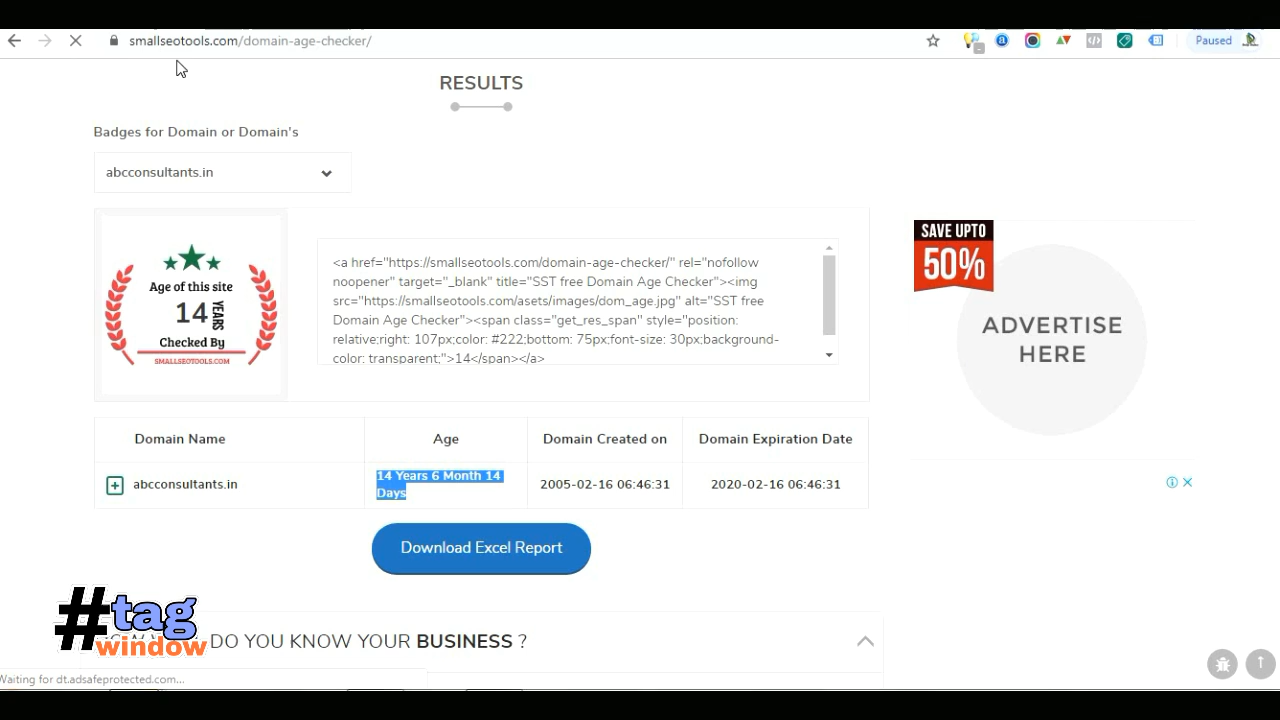 smallseotools.com/domain-age-checker/
Paused
RESULTS
Badges for Domain or Domain's
abcconsultants.in
Age of this site
14 YEARS
Checked By
SMALLSEOTOOLS.COM
<a href="https://smallseotools.com/domain-age-checker/" rel="nofollow
noopener" target="_blank" title="SST free Domain Age Checker"><img
src="https://smallseotools.com/asets/images/dom_age.jpg" alt="SST free
Domain Age Checker"><span class="get_res_span" style="position:
relative;right: 107px;color: #222;bottom: 75px;font-size: 30px;background-
color: transparent;">14</span></a>
SAVE UPTO
50%
ADVERTISE
HERE
Domain Name Age Domain Created on Domain Expiration Date
abcconsultants.in 14 Years 6 Month 14 Days 2005-02-16 06:46:31 2020-02-16 06:46:31
Download Excel Report
#tag
window
DO YOU KNOW YOUR BUSINESS ?
Waiting for dt.adsafeprotected.com...